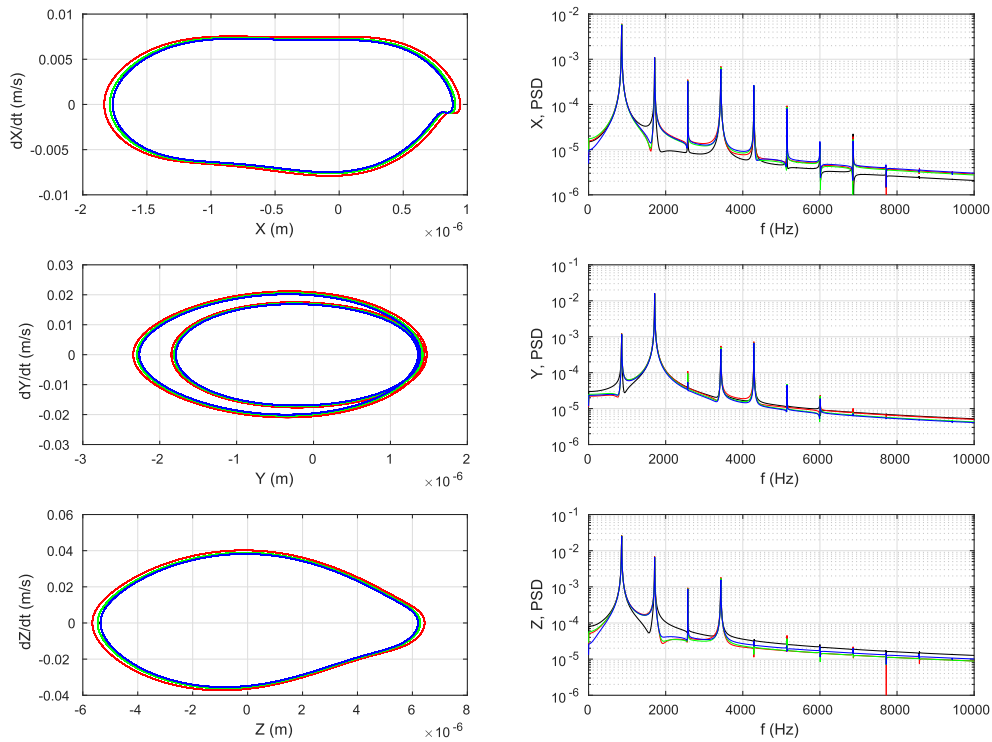 0.01
0.005
0
-0.005
-0.01
dX/dt (m/s)
-2 -1.5 -1 -0.5 0 0.5 1
X (m)
×10^-6
10^-2
10^-3
10^-4
10^-5
10^-6
X, PSD
0 2000 4000 6000 8000 10000
f (Hz)
0.03
0.02
0.01
0
-0.01
-0.02
-0.03
dY/dt (m/s)
-3 -2 -1 0 1 2
Y (m)
×10^-6
10^-1
10^-2
10^-3
10^-4
10^-5
10^-6
Y, PSD
0 2000 4000 6000 8000 10000
f (Hz)
0.06
0.04
0.02
0
-0.02
-0.04
dZ/dt (m/s)
-6 -4 -2 0 2 4 6 8
Z (m)
×10^-6
10^-1
10^-2
10^-3
10^-4
10^-5
10^-6
Z, PSD
0 2000 4000 6000 8000 10000
f (Hz)